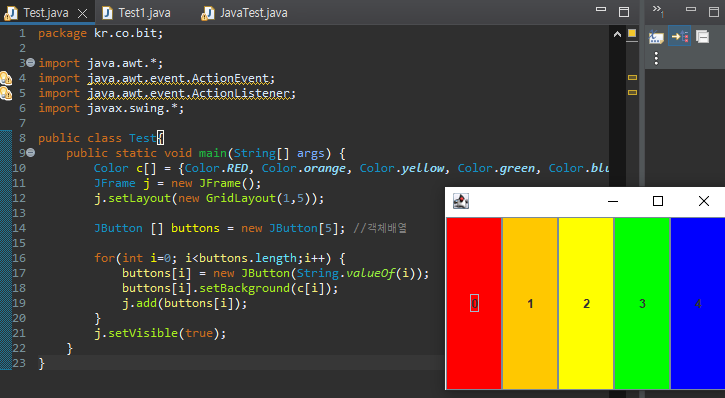 Test.java
Test1.java
JavaTest.java
1 package kr.co.bit;
2
3 import java.awt.*;
4 import java.awt.event.ActionEvent;
5 import java.awt.event.ActionListener;
6 import javax.swing.*;
7
8 public class Test{
9 public static void main(String[] args) {
10 Color c[] = {Color.RED, Color.orange, Color.yellow, Color.green, Color.blu
11 JFrame j = new JFrame();
12 j.setLayout(new GridLayout(1,5));
13
14 JButton [] buttons = new JButton[5]; //객체배열
15
16 for(int i=0; i<buttons.length;i++) {
17 buttons[i] = new JButton(String.valueOf(i));
18 buttons[i].setBackground(c[i]);
19 j.add(buttons[i]);
20 }
21 j.setVisible(true);
22 }
23 }
0 1 2 3 4